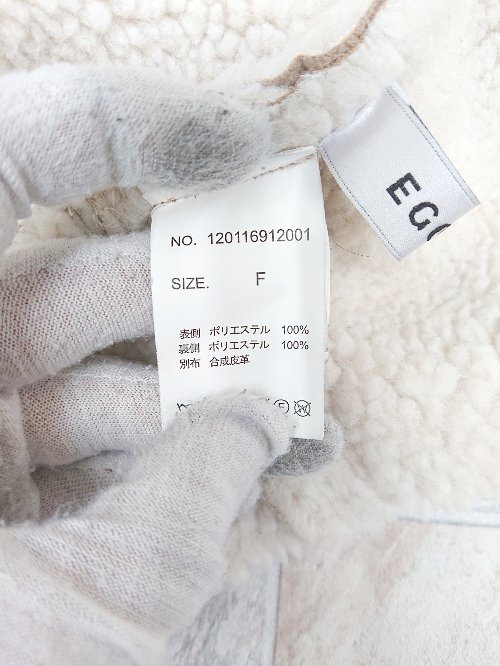 NO. 120116912001
SIZE. F
表側 ポリエステル 100%
裏側 ポリエステル 100%
別布 合成皮革